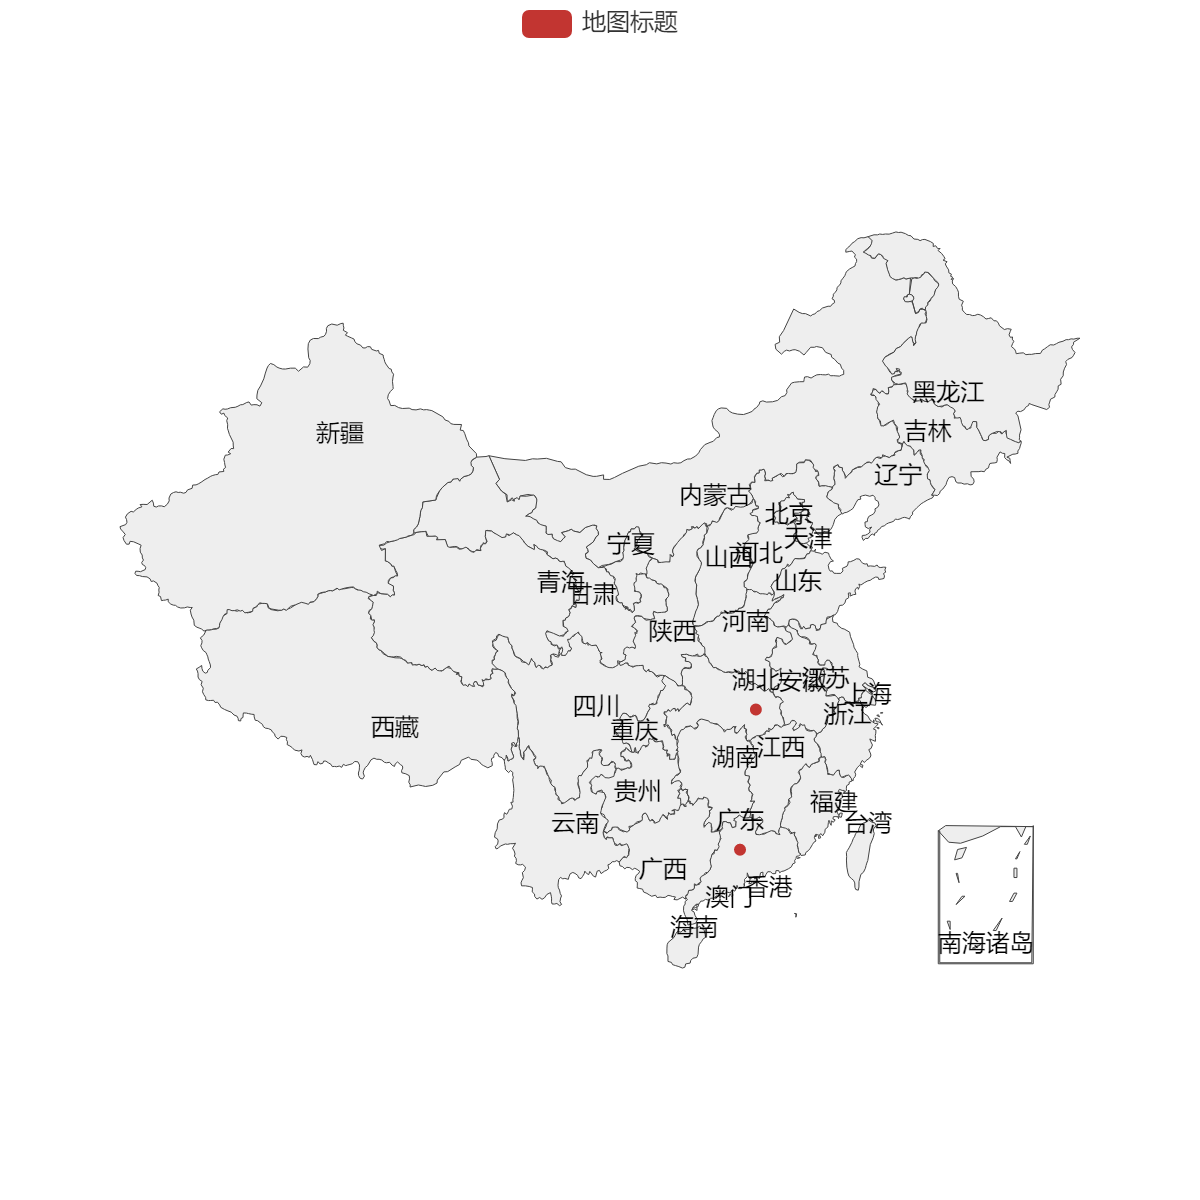 地图标题
黑龙江
吉林
新疆
辽宁
内蒙古
北京
天津
宁夏
山西
河北
青海
甘肃
山东
河南
陕西
湖北
安徽
江苏
上海
四川
浙江
西藏
重庆
湖南
江西
贵州
福建
云南
广东
台湾
广西
澳门
香港
海南
南海诸岛